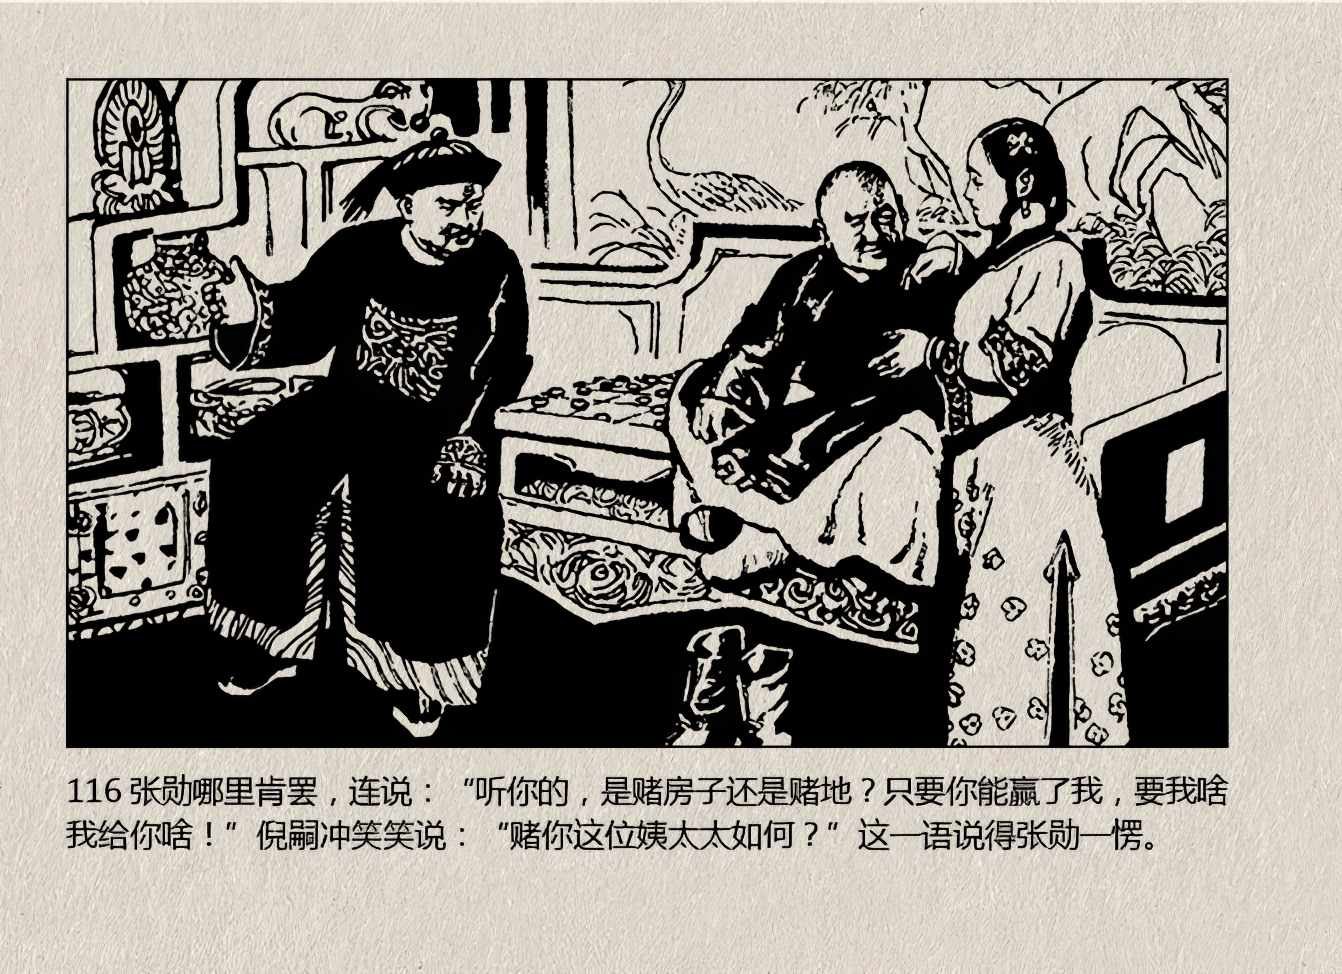 116 张勋哪里肯罢，连说：“听你的，是赌房子还是赌地？只要你能赢了我，要我啥
我给你啥！”倪嗣冲笑笑说：“赌你这位姨太太如何？”这一语说得张勋一愣。